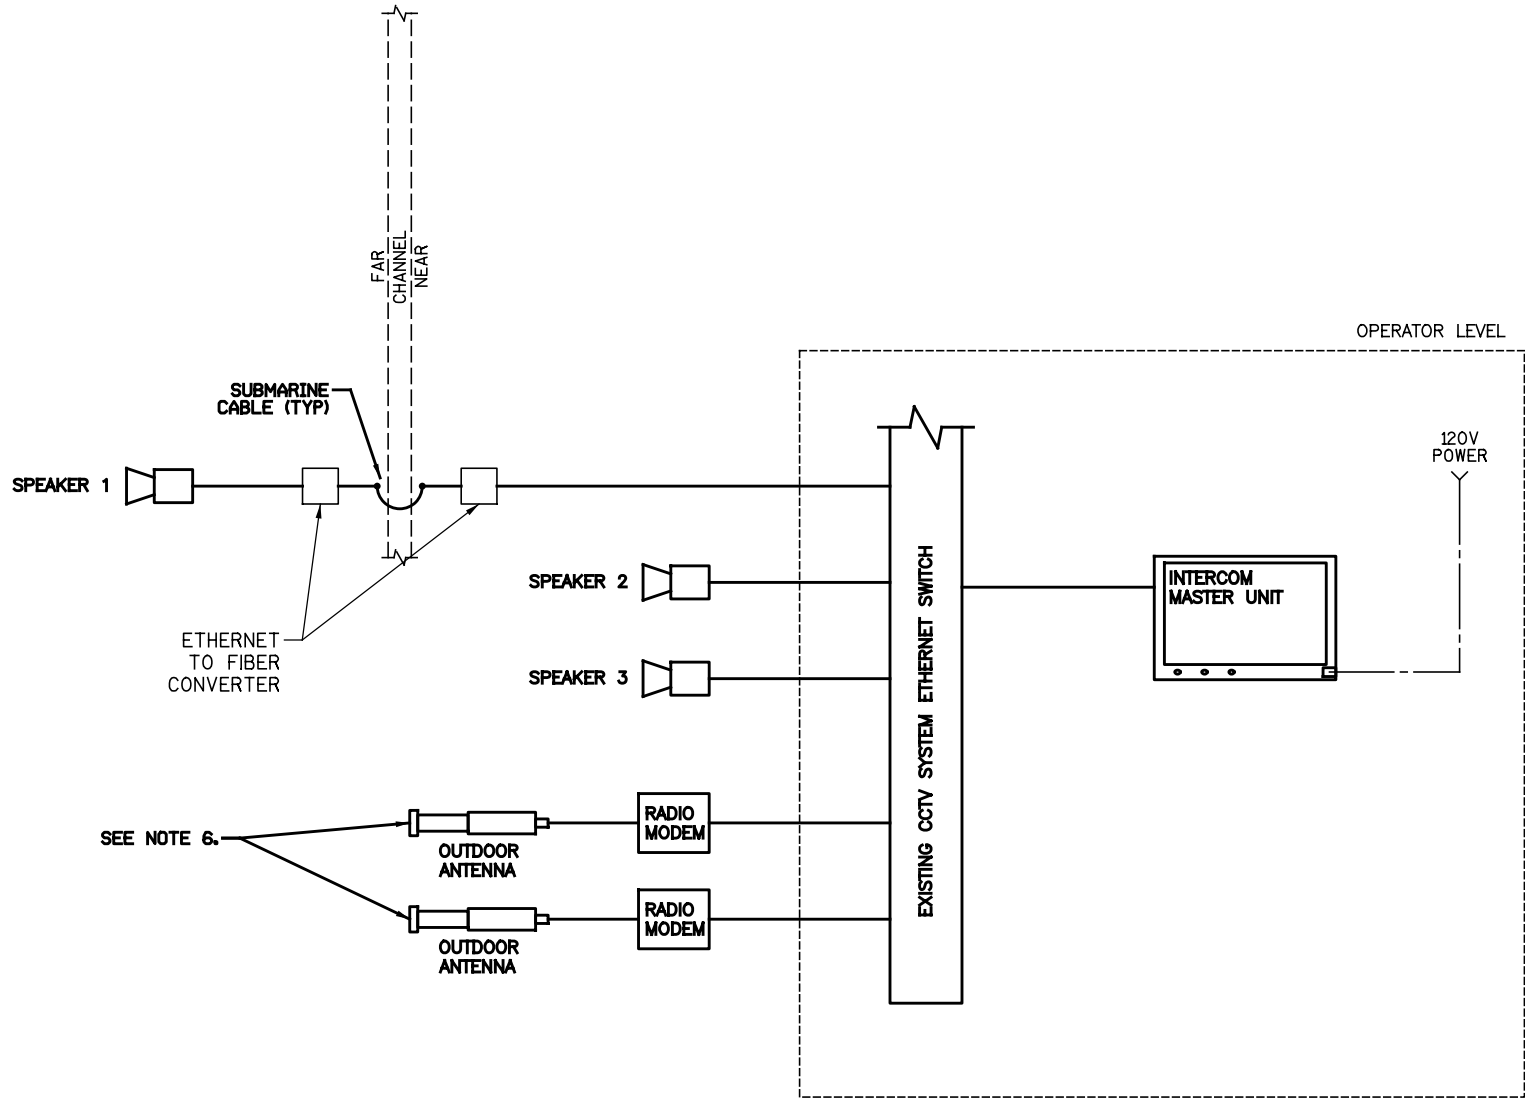 FAR
CHANNEL
NEAR
OPERATOR LEVEL
SUBMARINE
CABLE (TYP)
120V
POWER
SPEAKER 1
SPEAKER 2
INTERCOM
MASTER UNIT
ETHERNET
TO FIBER
CONVERTER
SPEAKER 3
EXISTING CCTV SYSTEM ETHERNET SWITCH
SEE NOTE 6.
RADIO
MODEM
OUTDOOR
ANTENNA
RADIO
MODEM
OUTDOOR
ANTENNA